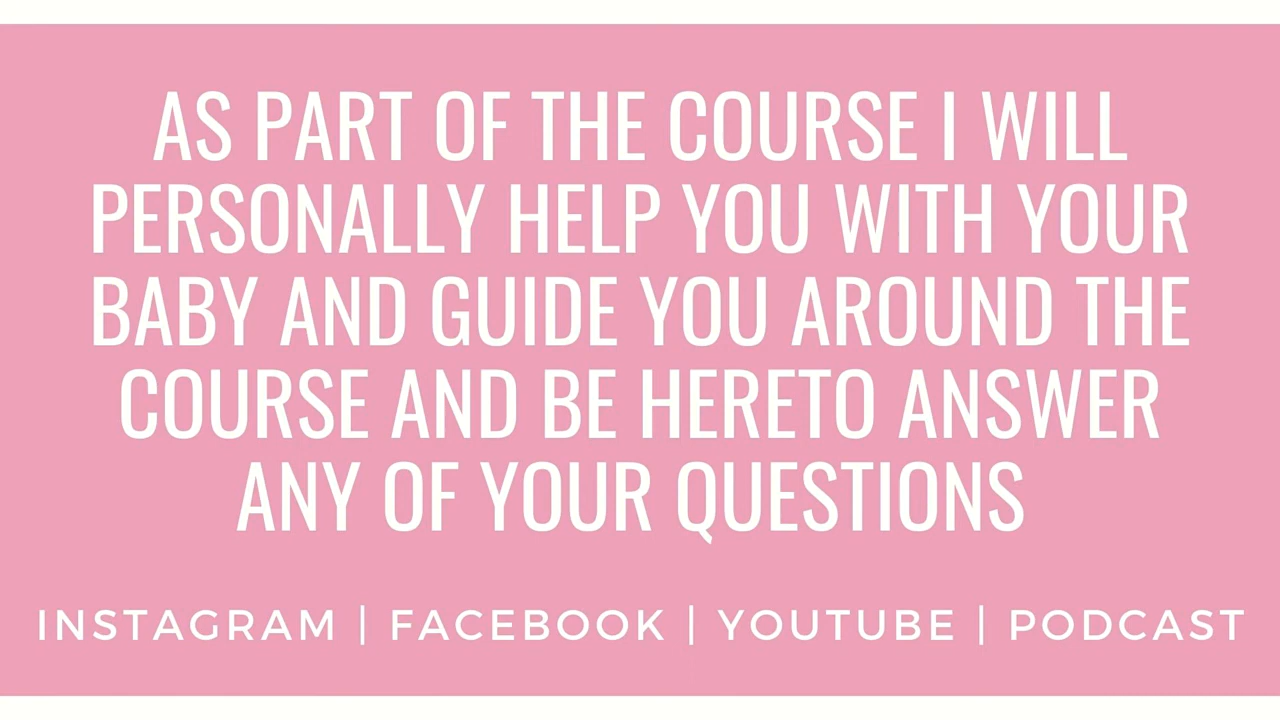 AS PART OF THE COURSE I WILL
PERSONALLY HELP YOU WITH YOUR
BABY AND GUIDE YOU AROUND THE
COURSE AND BE HERETO ANSWER
ANY OF YOUR QUESTIONS
INSTAGRAM | FACEBOOK | YOUTUBE | PODCAST